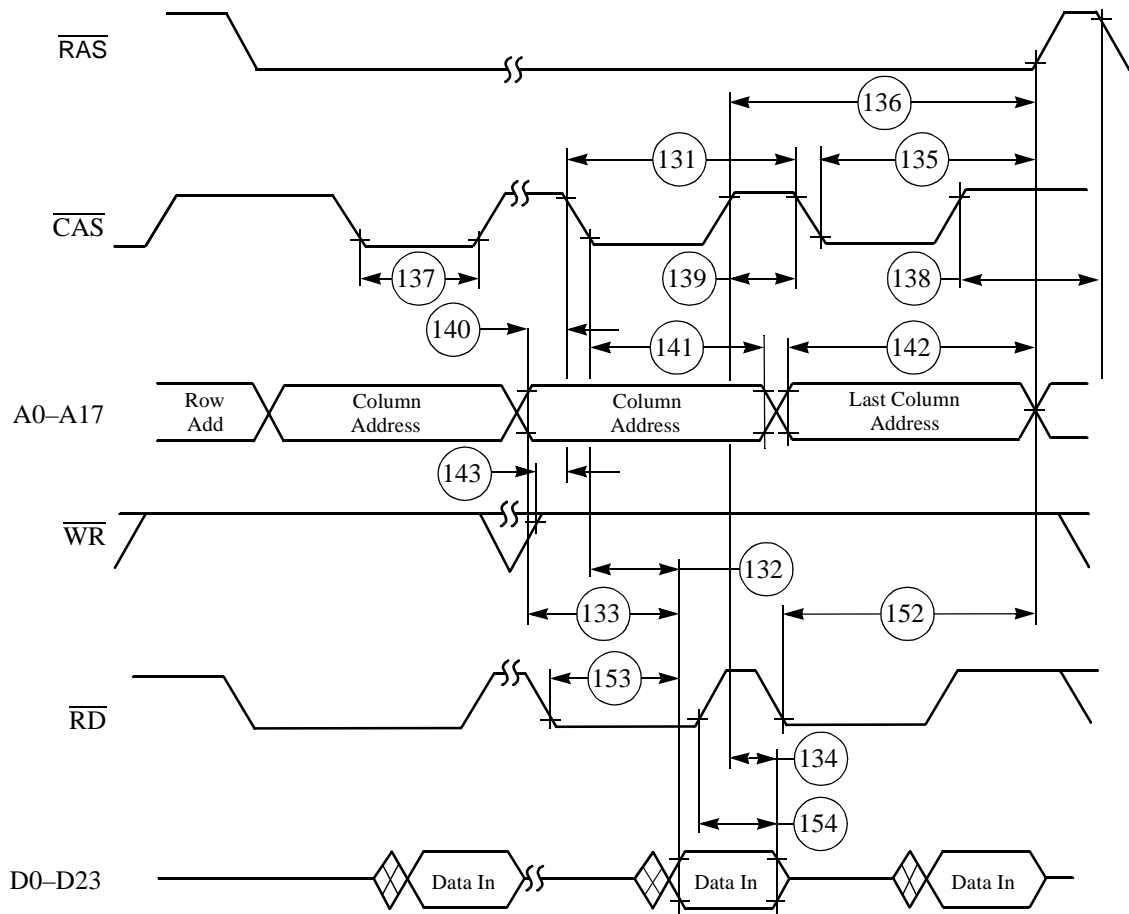 RAS
136
131
135
CAS
137
139
138
140
141
142
A0–A17
Row
Add
Column
Address
Column
Address
Last Column
Address
143
WR
132
133
152
153
RD
134
154
D0–D23
Data In
Data In
Data In